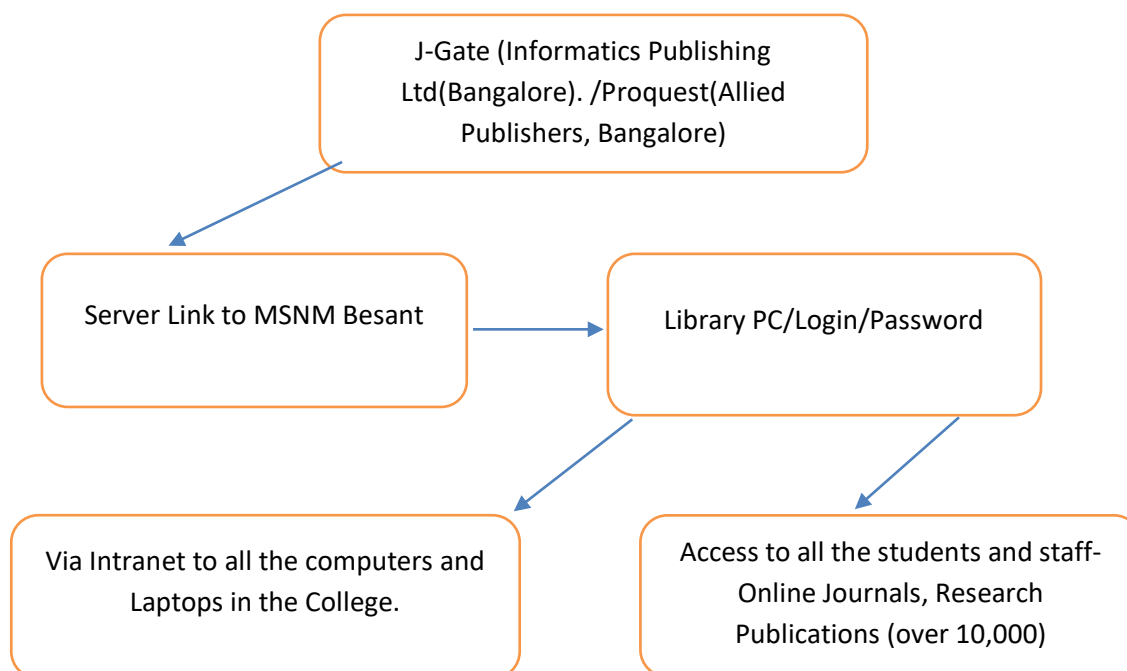 J-Gate (Informatics Publishing
Ltd(Bangalore). /Proquest(Allied
Publishers, Bangalore)
Server Link to MSNM Besant
Library PC/Login/Password
Via Intranet to all the computers and
Laptops in the College.
Access to all the students and staff-
Online Journals, Research
Publications (over 10,000)